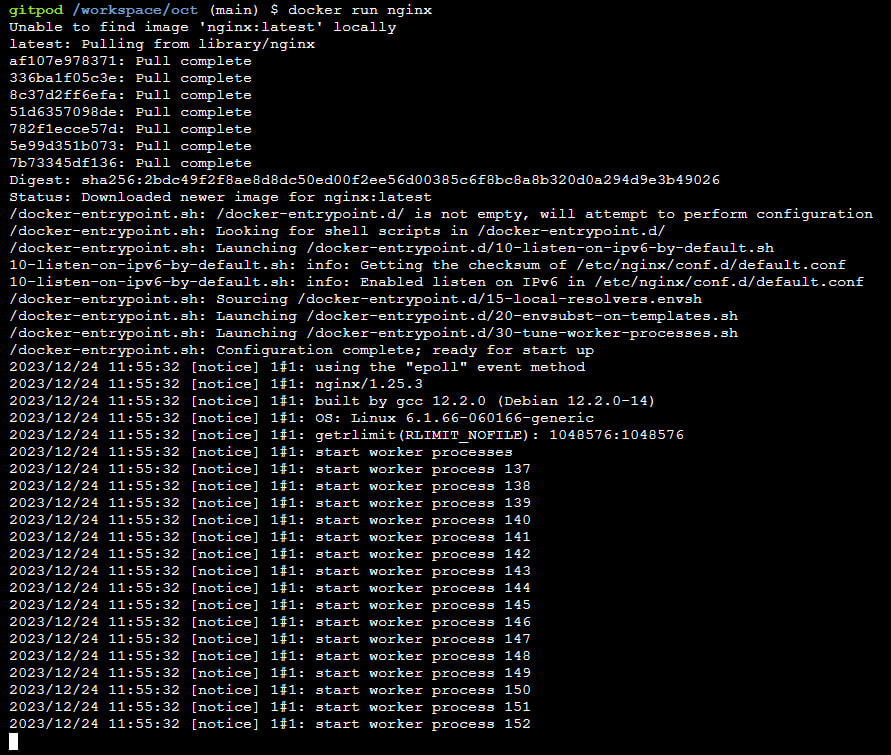 gitpod /workspace/oct (main) $ docker run nginx
Unable to find image 'nginx:latest' locally
latest: Pulling from library/nginx
af107e978371: Pull complete
336ba1f05c3e: Pull complete
8c37d2ff6efa: Pull complete
51d6357098de: Pull complete
782f1ecce57d: Pull complete
5e99d351b073: Pull complete
7b73345df136: Pull complete
Digest: sha256:2bdc49f2f8ae8d8dc50ed00f2ee56d00385c6f8bc8a8b320d0a294d9e3b49026
Status: Downloaded newer image for nginx:latest
/docker-entrypoint.sh: /docker-entrypoint.d/ is not empty, will attempt to perform configuration
/docker-entrypoint.sh: Looking for shell scripts in /docker-entrypoint.d/
/docker-entrypoint.sh: Launching /docker-entrypoint.d/10-listen-on-ipv6-by-default.sh
10-listen-on-ipv6-by-default.sh: info: Getting the checksum of /etc/nginx/conf.d/default.conf
10-listen-on-ipv6-by-default.sh: info: Enabled listen on IPv6 in /etc/nginx/conf.d/default.conf
/docker-entrypoint.sh: Sourcing /docker-entrypoint.d/15-local-resolvers.envsh
/docker-entrypoint.sh: Launching /docker-entrypoint.d/20-envsubst-on-templates.sh
/docker-entrypoint.sh: Launching /docker-entrypoint.d/30-tune-worker-processes.sh
/docker-entrypoint.sh: Configuration complete; ready for start up
2023/12/24 11:55:32 [notice] 1#1: using the "epoll" event method
2023/12/24 11:55:32 [notice] 1#1: nginx/1.25.3
2023/12/24 11:55:32 [notice] 1#1: built by gcc 12.2.0 (Debian 12.2.0-14)
2023/12/24 11:55:32 [notice] 1#1: OS: Linux 6.1.66-060166-generic
2023/12/24 11:55:32 [notice] 1#1: getrlimit(RLIMIT_NOFILE): 1048576:1048576
2023/12/24 11:55:32 [notice] 1#1: start worker processes
2023/12/24 11:55:32 [notice] 1#1: start worker process 137
2023/12/24 11:55:32 [notice] 1#1: start worker process 138
2023/12/24 11:55:32 [notice] 1#1: start worker process 139
2023/12/24 11:55:32 [notice] 1#1: start worker process 140
2023/12/24 11:55:32 [notice] 1#1: start worker process 141
2023/12/24 11:55:32 [notice] 1#1: start worker process 142
2023/12/24 11:55:32 [notice] 1#1: start worker process 143
2023/12/24 11:55:32 [notice] 1#1: start worker process 144
2023/12/24 11:55:32 [notice] 1#1: start worker process 145
2023/12/24 11:55:32 [notice] 1#1: start worker process 146
2023/12/24 11:55:32 [notice] 1#1: start worker process 147
2023/12/24 11:55:32 [notice] 1#1: start worker process 148
2023/12/24 11:55:32 [notice] 1#1: start worker process 149
2023/12/24 11:55:32 [notice] 1#1: start worker process 150
2023/12/24 11:55:32 [notice] 1#1: start worker process 151
2023/12/24 11:55:32 [notice] 1#1: start worker process 152